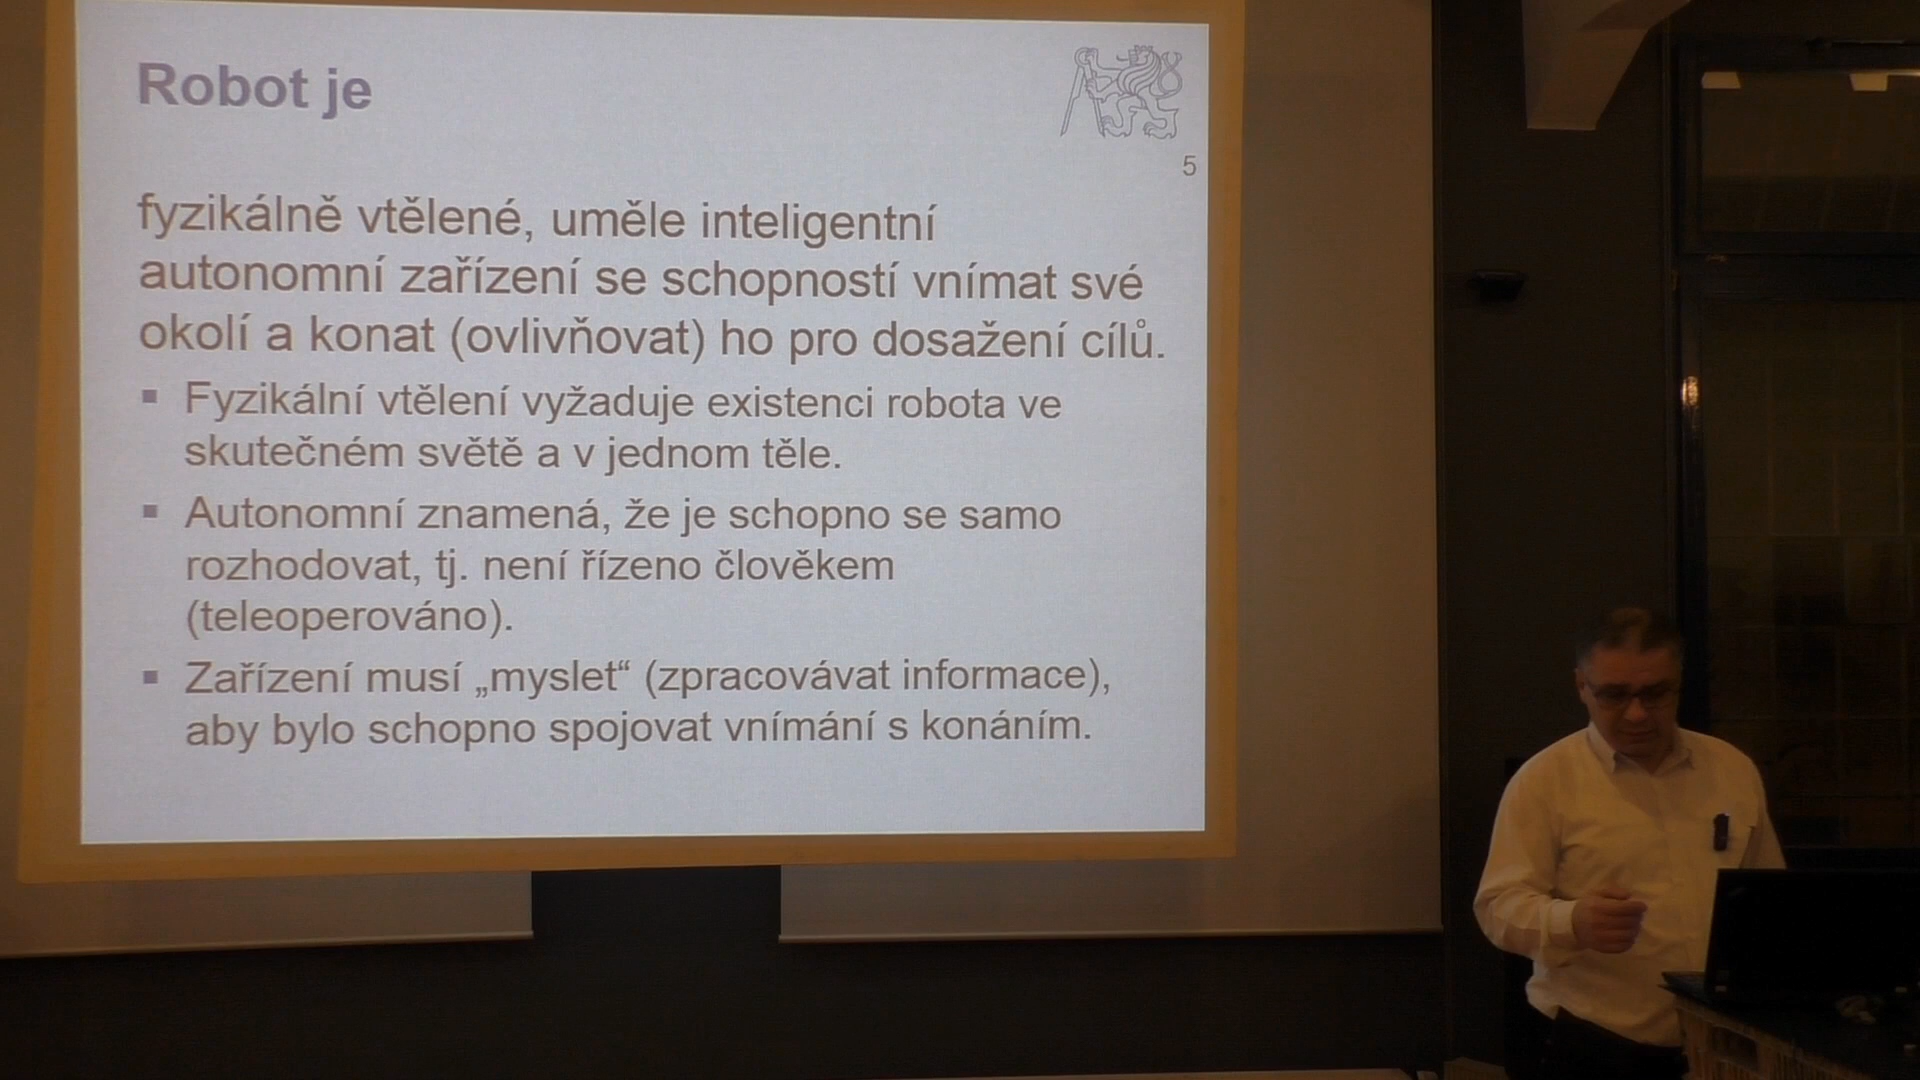 Robot je
5
fyzikálně vtělené, uměle inteligentní
autonomní zařízení se schopností vnímat své
okolí a konat (ovlivňovat) ho pro dosažení cílů.
▪ Fyzikální vtělení vyžaduje existenci robota ve
skutečném světě a v jednom těle.
▪ Autonomní znamená, že je schopno se samo
rozhodovat, tj. není řízeno člověkem
(teleoperováno).
▪ Zařízení musí „myslet“ (zpracovávat informace),
aby bylo schopno spojovat vnímání s konáním.